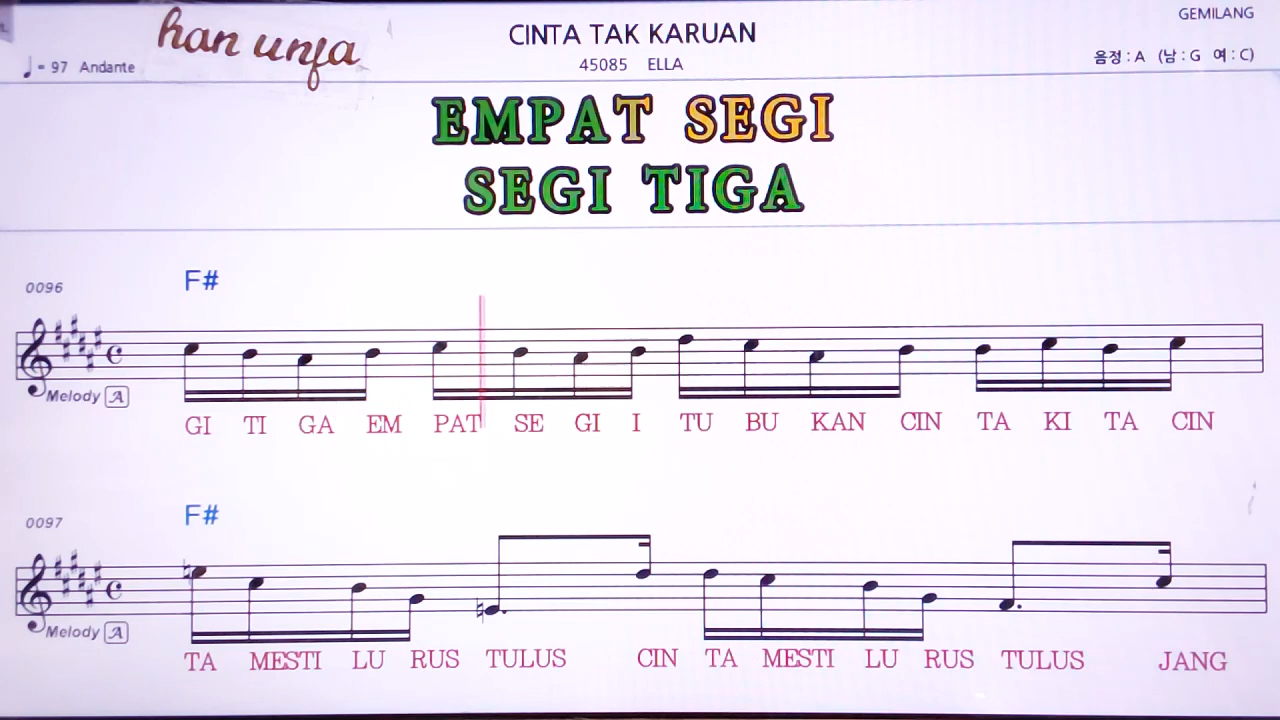 han unfa
CINTA TAK KARUAN
GEMILANG
= 97 Andante
45085 ELLA
음정 : A (남 : G 여 : C)
EMPAT SEGI
SEGI TIGA
0096
F#
Melody A
GI TI GA EM PAT SE GI I TU BU KAN CIN TA KI TA CIN
0097
F#
Melody A
TA MESTI LU RUS TULUS CIN TA MESTI LU RUS TULUS JANG